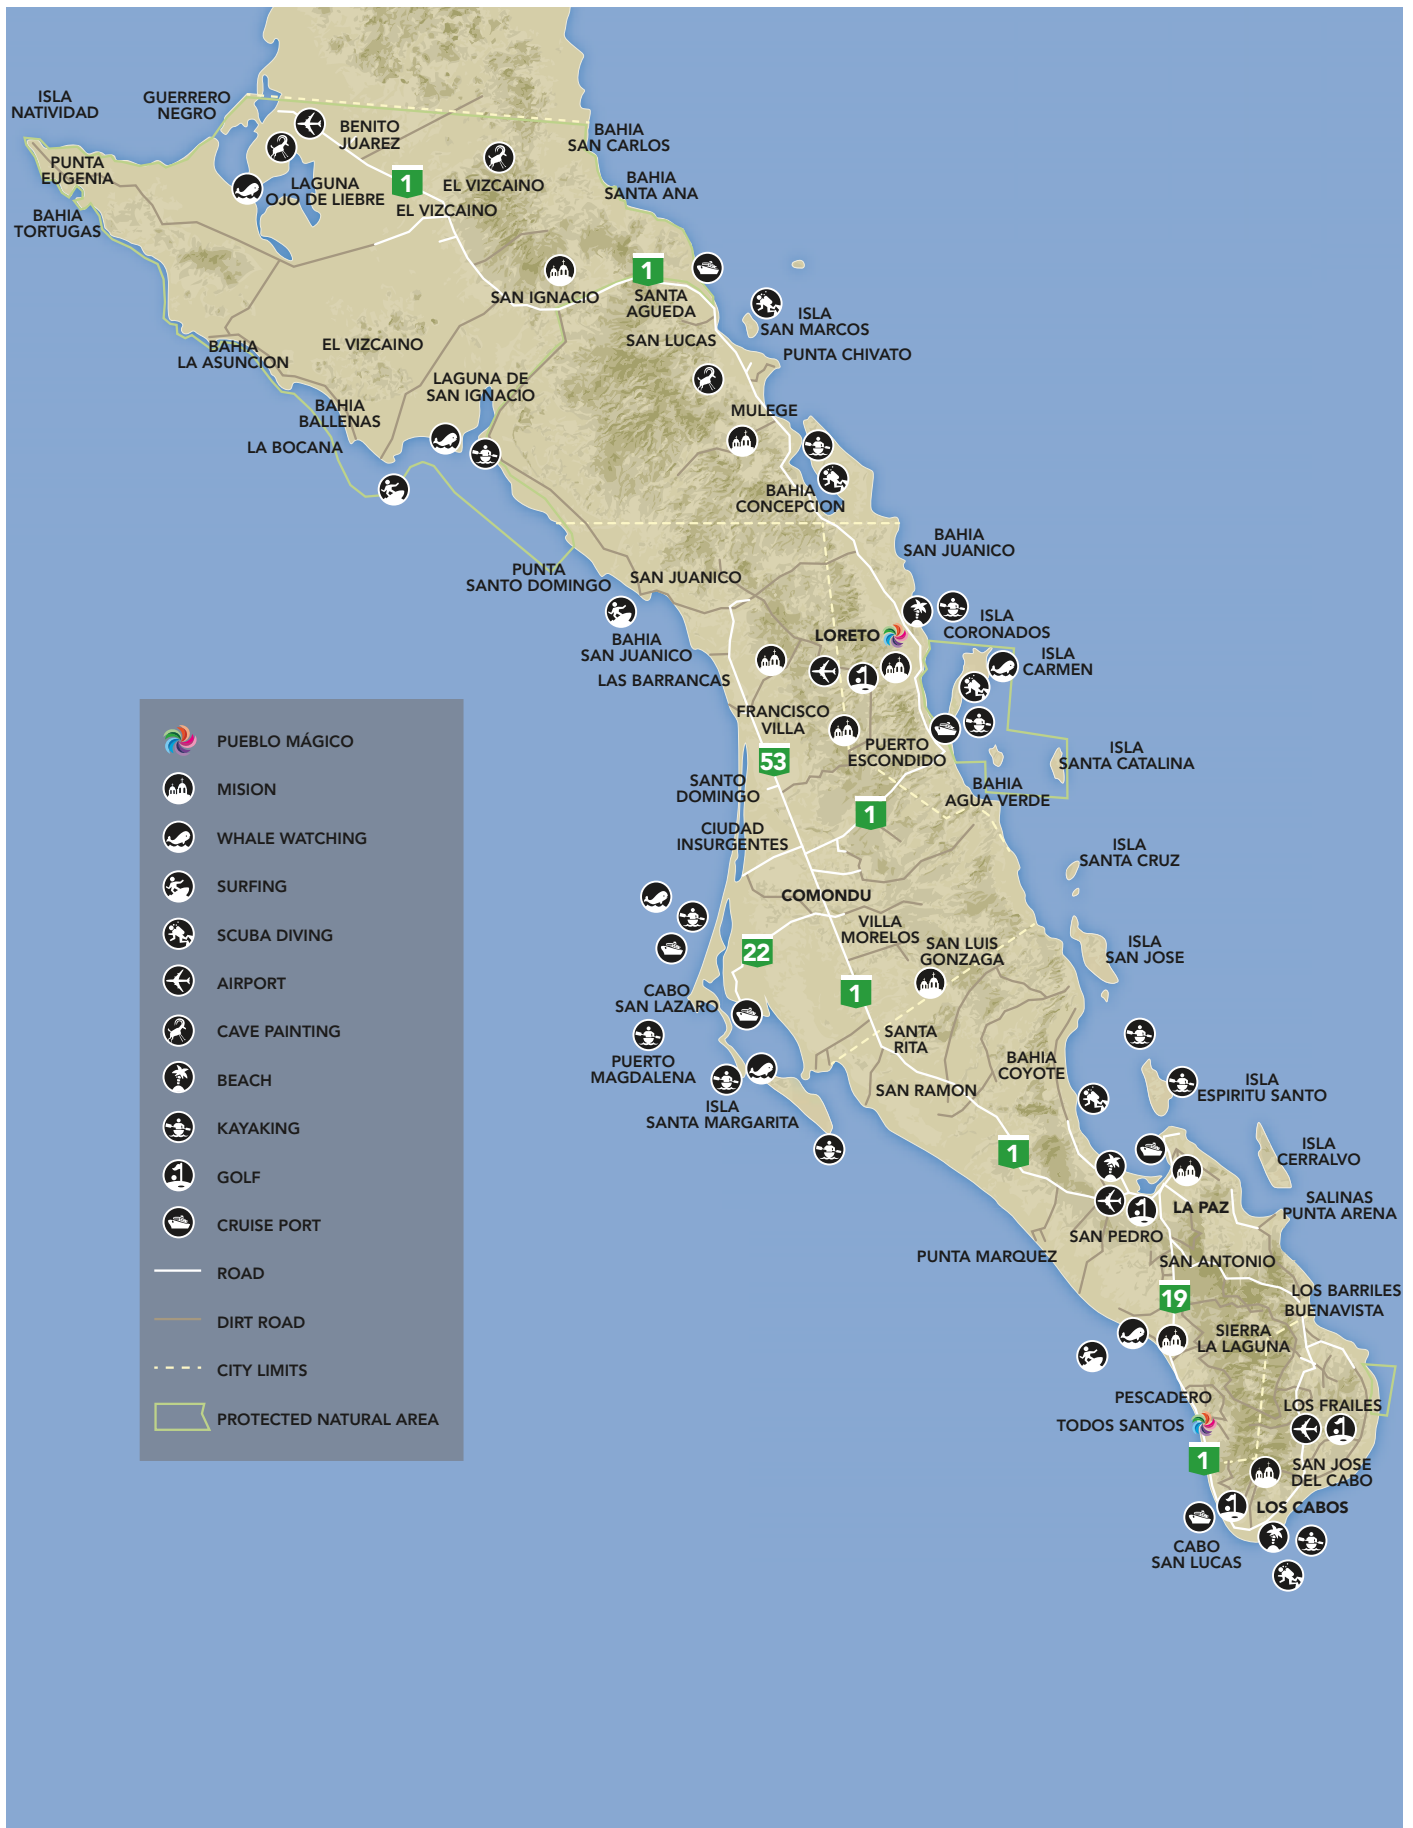 ISLA
NATIVIDAD
GUERRERO
NEGRO
BENITO
JUAREZ
BAHIA
SAN CARLOS
PUNTA
EUGENIA
LAGUNA
OJO DE LIEBRE
1
EL VIZCAINO
EL VIZCAINO
BAHIA
SANTA ANA
BAHIA
TORTUGAS
SAN IGNACIO
1
SANTA
AGUEDA
ISLA
SAN MARCOS
SAN LUCAS
PUNTA CHIVATO
BAHIA
LA ASUNCION
EL VIZCAINO
LAGUNA DE
SAN IGNACIO
BAHIA
BALLENAS
MULEGE
LA BOCANA
BAHIA
CONCEPCION
BAHIA
SAN JUANICO
PUNTA
SANTO DOMINGO
SAN JUANICO
ISLA
CORONADOS
LORETO
BAHIA
SAN JUANICO
ISLA
CARMEN
LAS BARRANCAS
FRANCISCO
VILLA
PUERTO
ESCONDIDO
ISLA
SANTA CATALINA
53
SANTO
DOMINGO
BAHIA
AGUA VERDE
1
CIUDAD
INSURGENTES
ISLA
SANTA CRUZ
COMONDU
VILLA
MORELOS
SAN LUIS
GONZAGA
ISLA
SAN JOSE
22
1
CABO
SAN LAZARO
SANTA
RITA
PUERTO
MAGDALENA
BAHIA
COYOTE
SAN RAMON
ISLA
ESPIRITU SANTO
ISLA
SANTA MARGARITA
1
ISLA
CERRALVO
LA PAZ
SALINAS
PUNTA ARENA
SAN PEDRO
PUNTA MARQUEZ
SAN ANTONIO
19
LOS BARRILES
BUENAVISTA
SIERRA
LA LAGUNA
PESCADERO
LOS FRAILES
TODOS SANTOS
1
SAN JOSE
DEL CABO
LOS CABOS
CABO
SAN LUCAS
PUEBLO MÁGICO
MISION
WHALE WATCHING
SURFING
SCUBA DIVING
AIRPORT
CAVE PAINTING
BEACH
KAYAKING
GOLF
CRUISE PORT
ROAD
DIRT ROAD
CITY LIMITS
PROTECTED NATURAL AREA